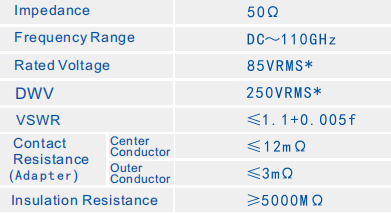 Impedance 50Ω
Frequency Range DC～110GHz
Rated Voltage 85VRMS*
DWV 250VRMS*
VSWR ≤1.1+0.005f
Contact Resistance (Adapter) Center Conductor ≤12mΩ
Outer Conductor ≤3mΩ
Insulation Resistance ≥5000MΩ